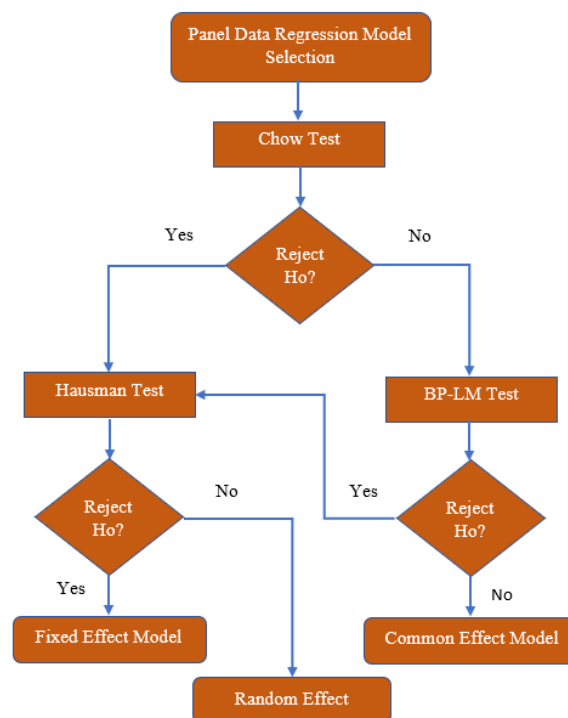 Panel Data Regression Model
Selection
Chow Test
Yes
No
Reject
Ho?
Hausman Test
BP-LM Test
No
Yes
Reject
Ho?
Reject
Ho?
Yes
No
Fixed Effect Model
Common Effect Model
Random Effect